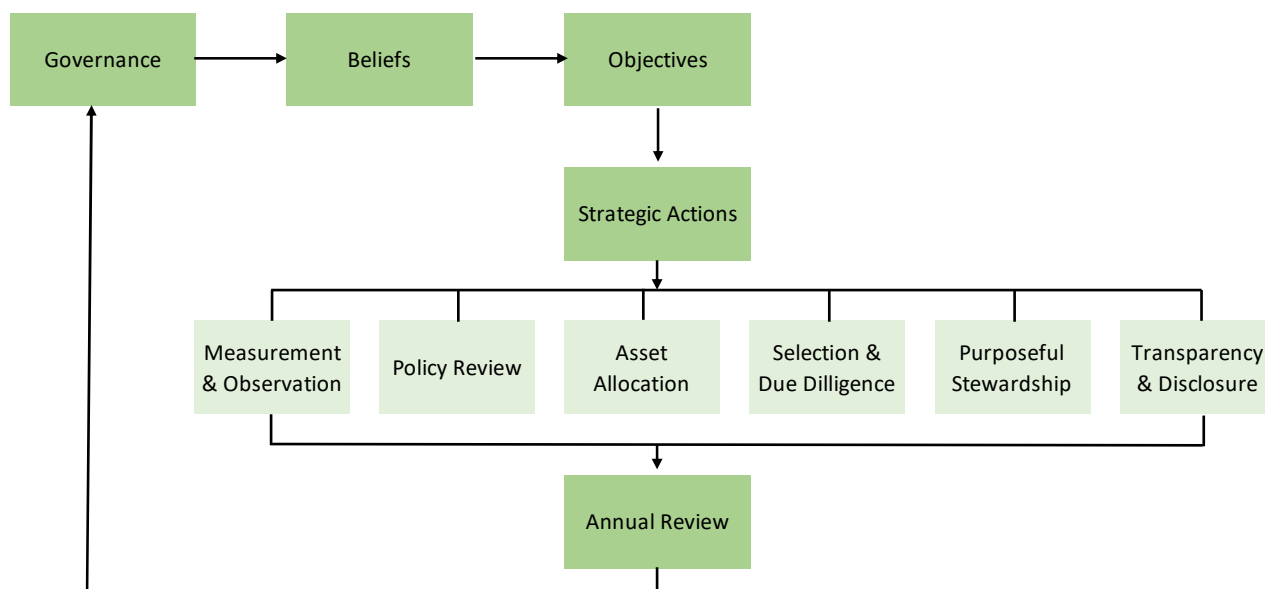 Governance
Beliefs
Objectives
Strategic Actions
Measurement
& Observation
Policy Review
Asset
Allocation
Selection &
Due Dilligence
Purposeful
Stewardship
Transparency
& Disclosure
Annual Review